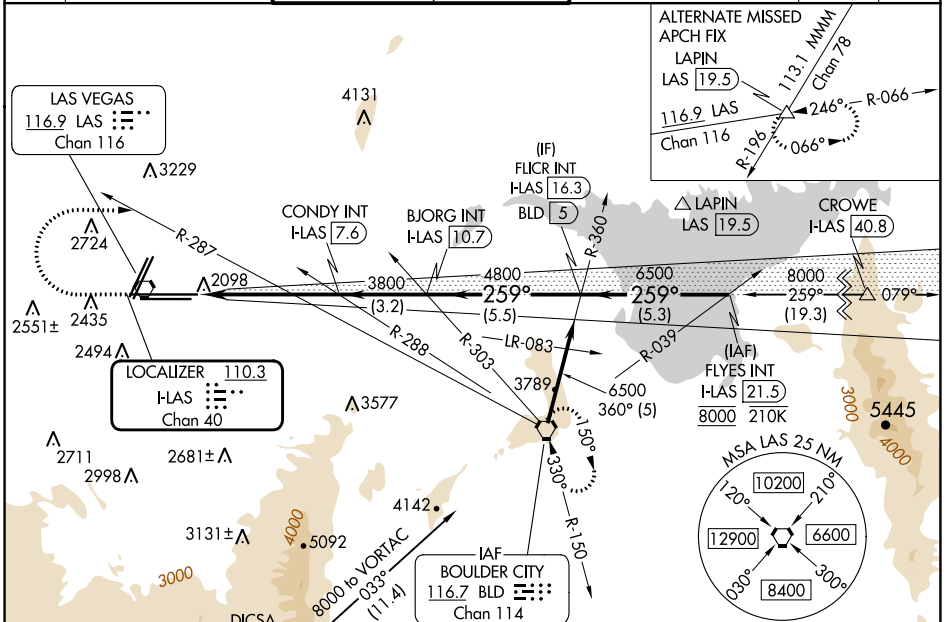 ALTERNATE MISSED
APCH FIX
LAPIN
LAS 19.5
113.1 MMM
Chan 78
116.9 LAS
Chan 116
246°
R-066
066°
R-196
LAS VEGAS
116.9 LAS
Chan 116
4131
3229
(IF)
FLICR INT
I-LAS 16.3
BLD 5
R-360
LAPIN
LAS 19.5
CROWE
I-LAS 40.8
CONDY INT
I-LAS 7.6
BJORG INT
I-LAS 10.7
R-287
2724
2098
3800
4800
6500
8000
259°
259°
259°
079°
(3.2)
(5.5)
(5.3)
(19.3)
2551±
2435
R-288
R-303
LR-083
R-039
2494
(IAF)
FLYES INT
I-LAS 21.5
8000 210K
LOCALIZER 110.3
I-LAS
Chan 40
3789
6500
360° (5)
3577
3000
5445
4000
2711
2998
2681±
150°
330°
R-150
MSA LAS 25 NM
120°
10200
210°
12900
6600
030°
8400
300°
4142
3131±
4000
5092
3000
8000 to VORTAC
033°
(11.4)
IAF
BOULDER CITY
116.7 BLD
Chan 114
DICSA